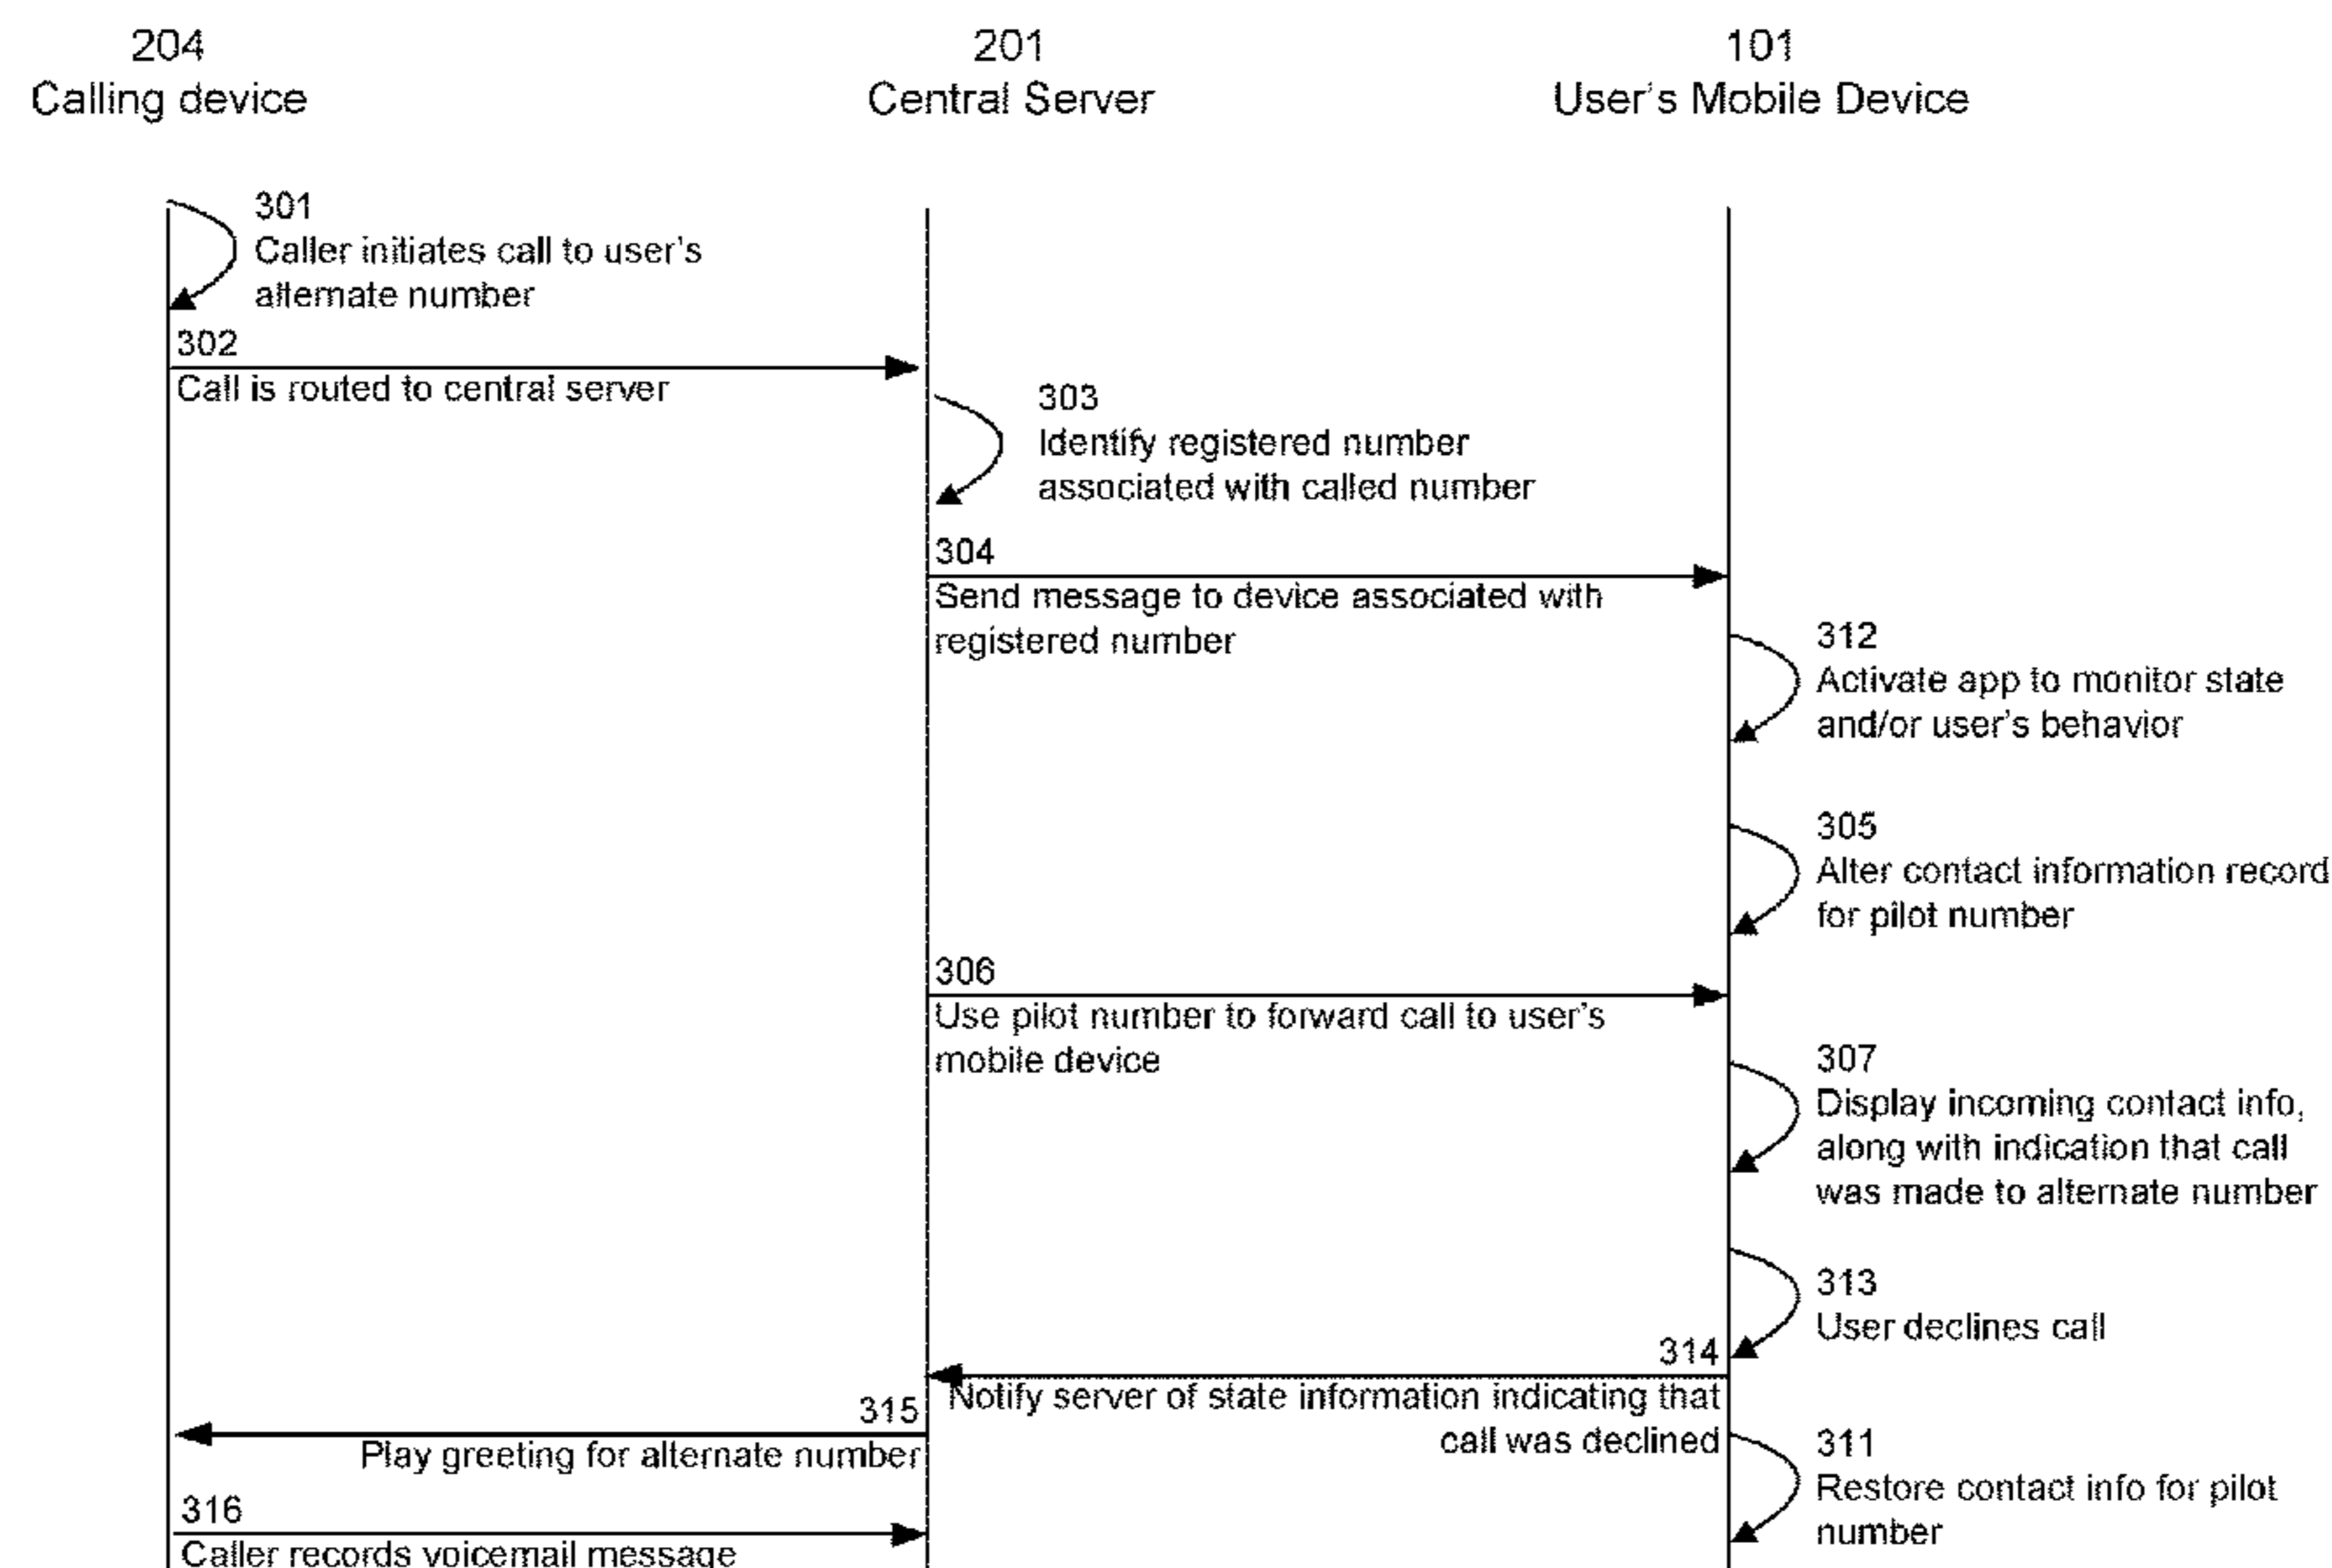 204
Calling device
201
Central Server
101
User's Mobile Device
301
Caller initiates call to user's
alternate number
302
Call is routed to central server
303
Identify registered number
associated with called number
304
Send message to device associated with
registered number
312
Activate app to monitor state
and/or user's behavior
305
Alter contact information record
for pilot number
306
Use pilot number to forward call to user's
mobile device
307
Display incoming contact info,
along with indication that call
was made to alternate number
313
User declines call
314
Notify server of state information indicating that
call was declined
315
Play greeting for alternate number
311
Restore contact info for pilot
number
316
Caller records voicemail message